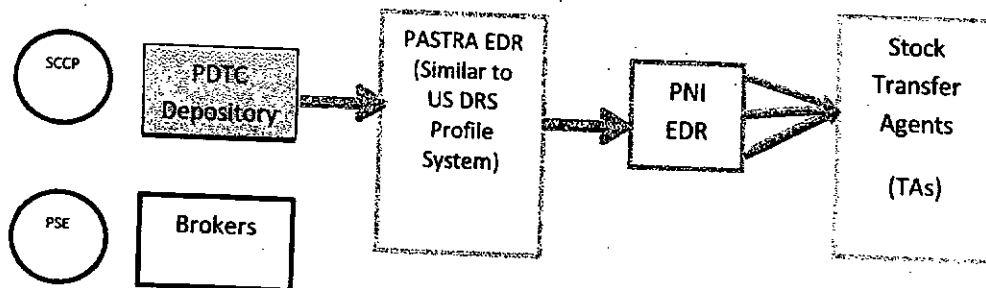 SCCP
PDTC
Depository
PASTRA EDR
(Similar to
US DRS
Profile
System)
PNI
EDR
Stock
Transfer
Agents
(TAs)
PSE
Brokers